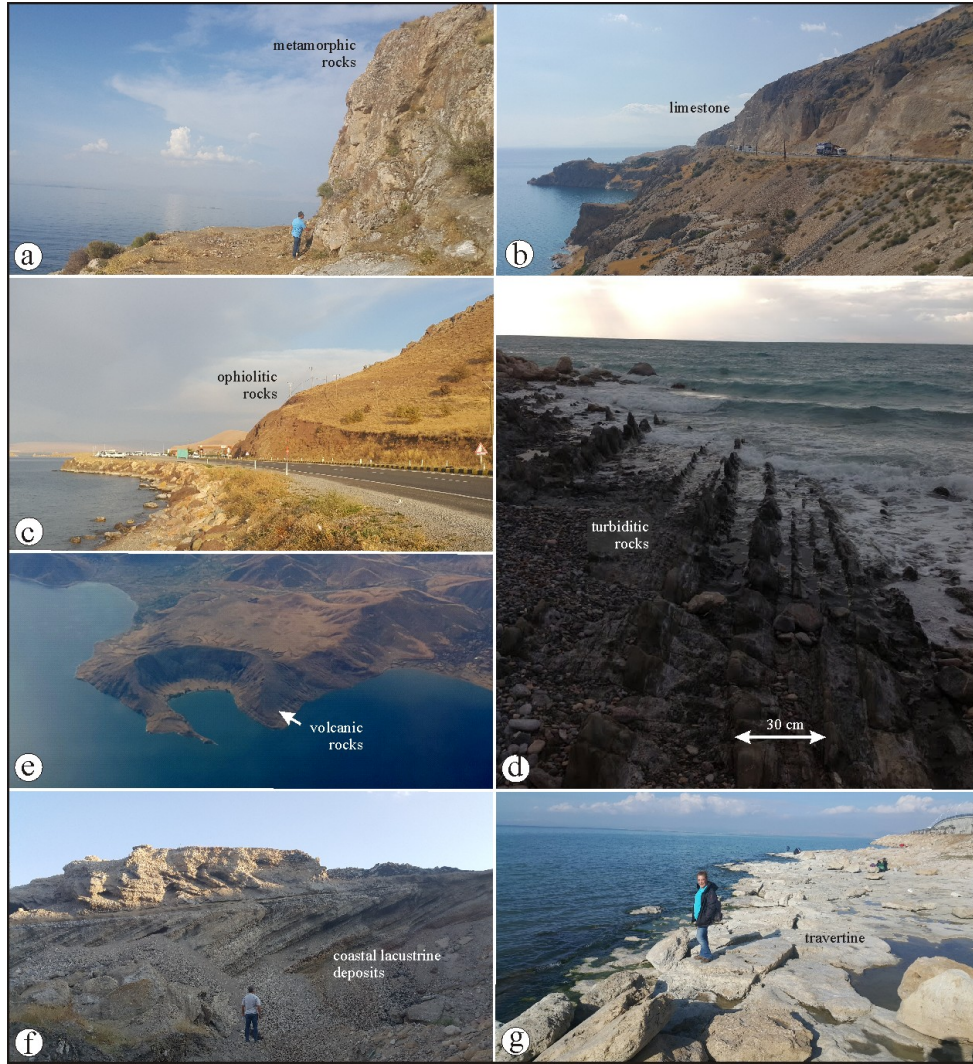 metamorphic
rocks
a
limestone
b
ophiolitic
rocks
c
turbiditic
rocks
30 cm
d
volcanic
rocks
e
coastal lacustrine
deposits
f
travertine
g